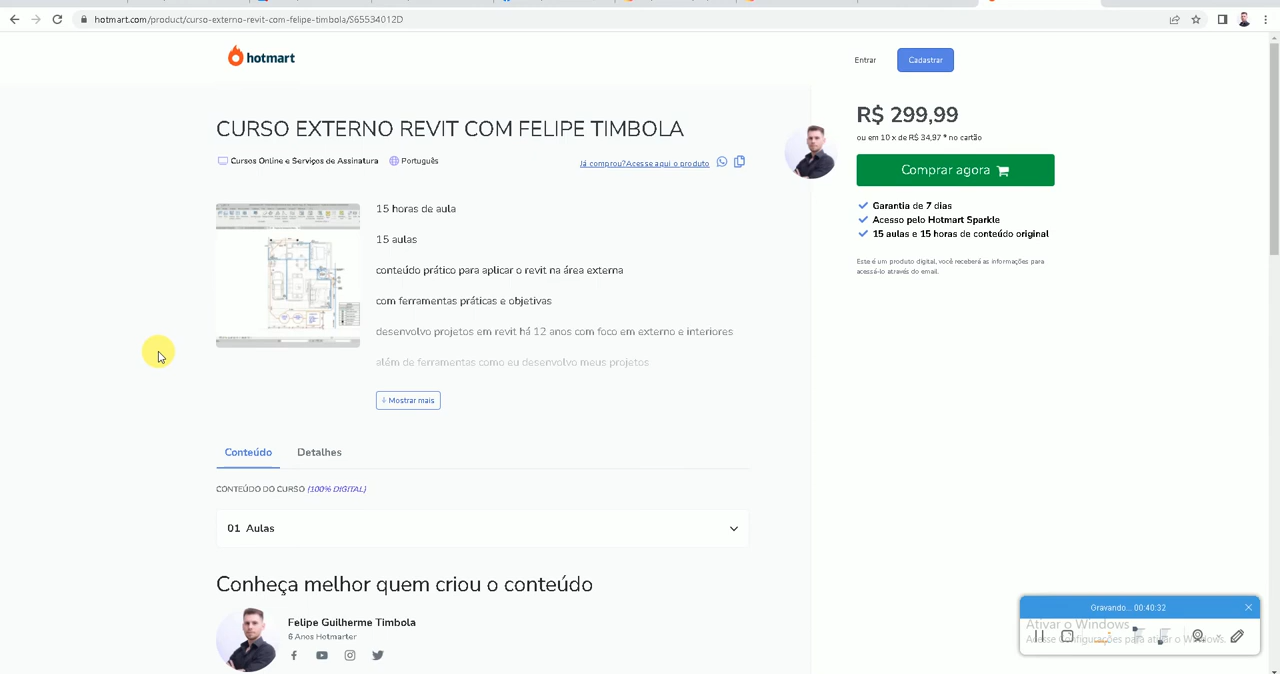 hotmart.com/product/curso-externo-revit-com-felipe-timbola/S65534012D
hotmart
Entrar
Cadastrar
CURSO EXTERNO REVIT COM FELIPE TIMBOLA
Cursos Online e Serviços de Assinatura
Português
Já comprou?Acesse aqui o produto
15 horas de aula
15 aulas
conteúdo prático para aplicar o revit na área externa
com ferramentas práticas e objetivas
desenvolvo projetos em revit há 12 anos com foco em externo e interiores
além de ferramentas como eu desenvolvo meus projetos
Mostrar mais
R$ 299,99
ou em 10 x de R$ 34,97 * no cartão
Comprar agora
Garantia de 7 dias
Acesso pelo Hotmart Sparkle
15 aulas e 15 horas de conteúdo original
Este é um produto digital, você receberá as informações para
acessá-lo através do email.
Conteúdo
Detalhes
CONTEÚDO DO CURSO (100% DIGITAL)
01 Aulas
Conheça melhor quem criou o conteúdo
Felipe Guilherme Timbola
6 Anos Hotmarter
Gravando... 00:40:32
Ativar o Windows
Acesse Configurações para ativar o Windows.